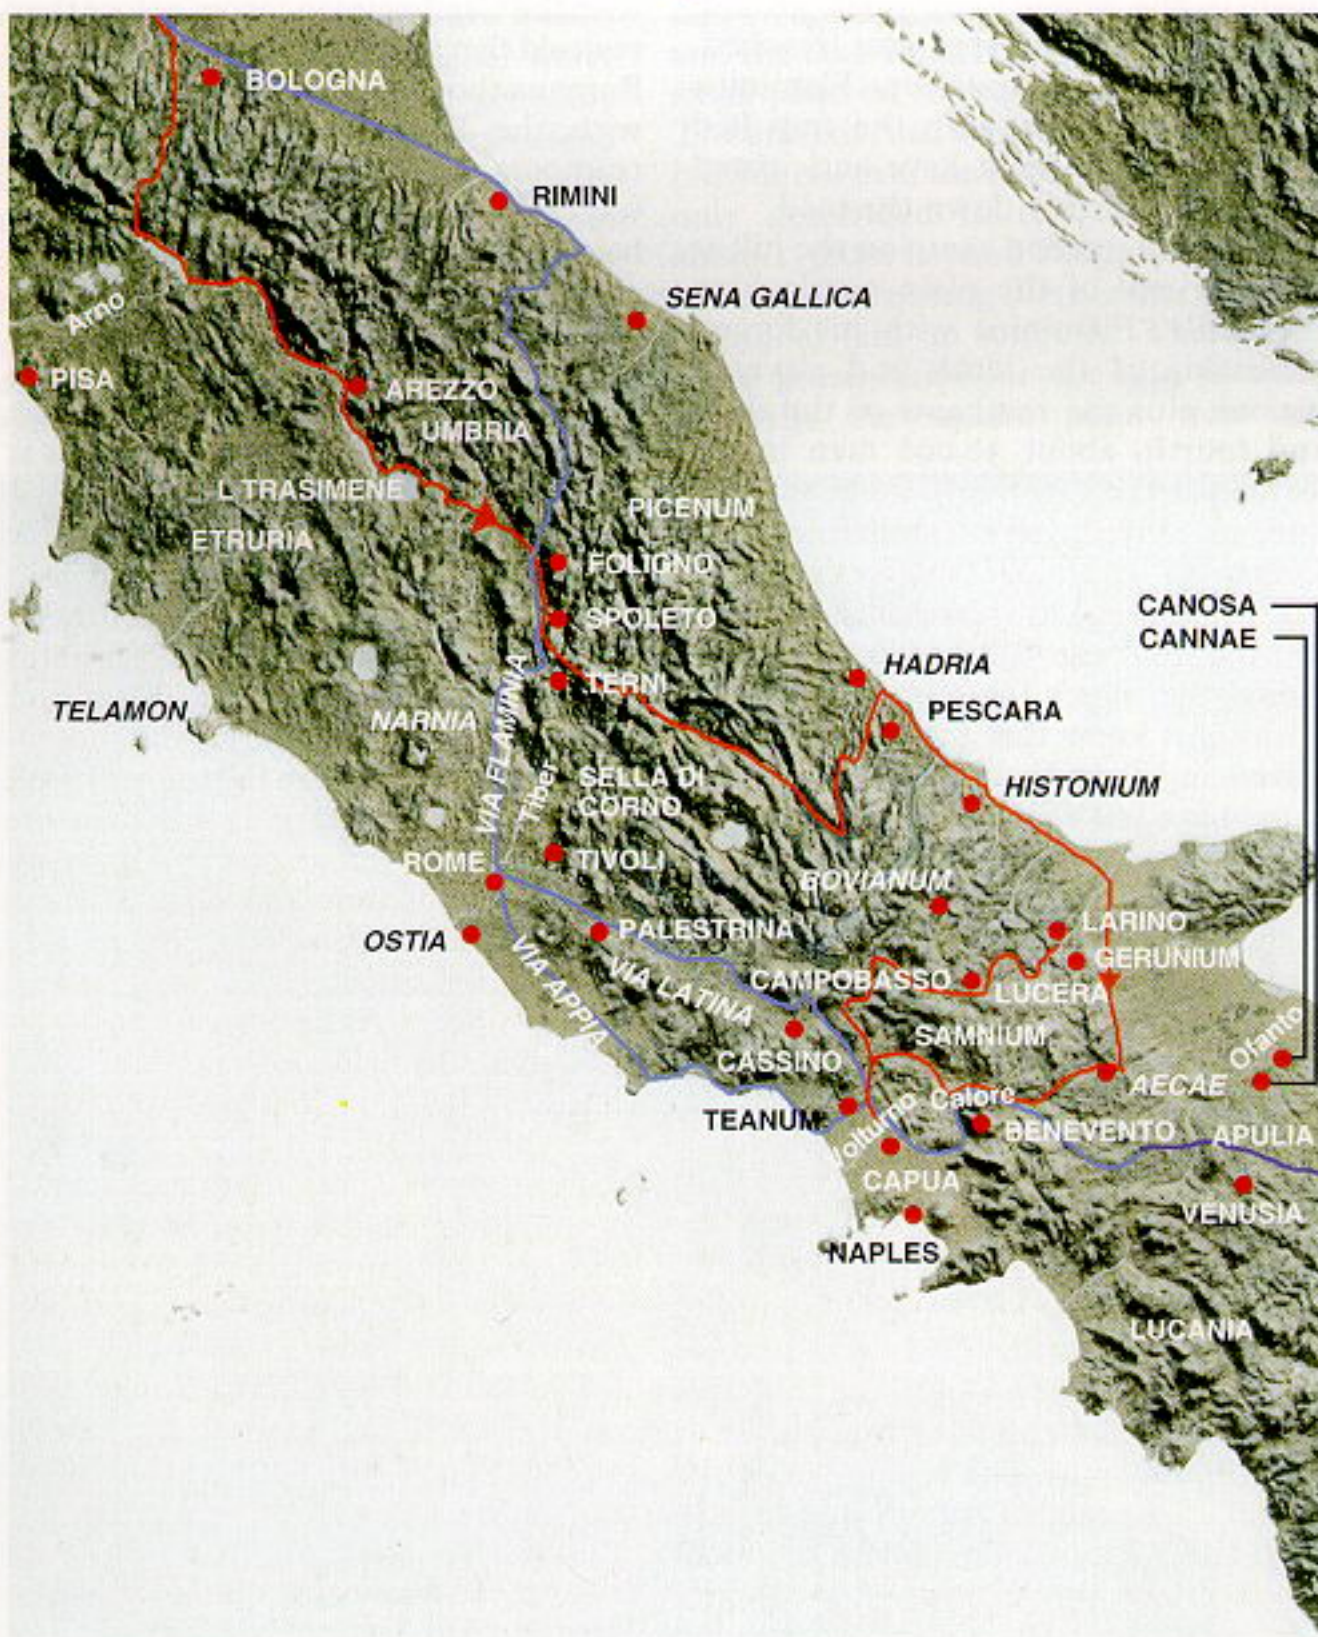 BOLOGNA
RIMINI
SENA GALLICA
Arno
PISA
AREZZO
UMBRIA
L TRASIMENE
PICENUM
ETRURIA
FOLIGNO
SPOLETO
CANOSA
CANNAE
HADRIA
TERNI
TELAMON
NARNIA
PESCARA
VIA FLAMINIA
Tiber
SELLA DI
CORNO
HISTONIUM
ROME
TIVOLI
BOVIANUM
OSTIA
PALESTRINA
LARINO
GERUNIUM
VIA APPIA
VIA LATINA
CAMPOBASSO
LUCERA
SAMNIUM
Ofanto
CASSINO
AECAE
TEANUM
Volturno
Calore
BENEVENTO
APULIA
CAPUA
VENUSIA
NAPLES
LUCANIA